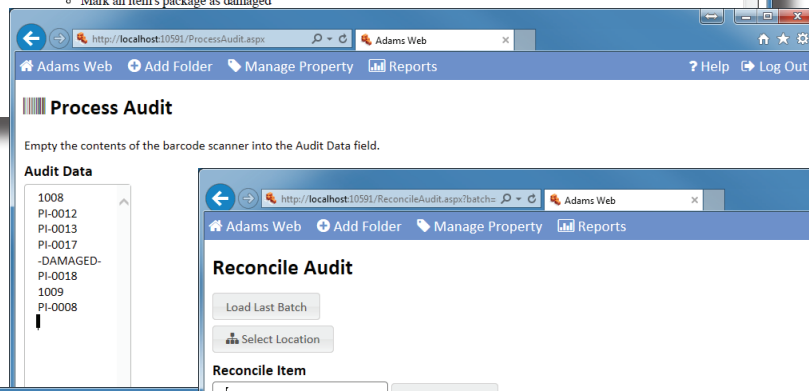 Mark an item's package as damaged
http://localhost:10591/ProcessAudit.aspx
Adams Web
Adams Web Add Folder Manage Property Reports ? Help Log Out
Process Audit
Empty the contents of the barcode scanner into the Audit Data field.
Audit Data
1008
PI-0012
PI-0013
PI-0017
-DAMAGED-
PI-0018
1009
PI-0008
http://localhost:10591/ReconcileAudit.aspx?batch=
Adams Web
Adams Web Add Folder Manage Property Reports
Reconcile Audit
Load Last Batch
Select Location
Reconcile Item